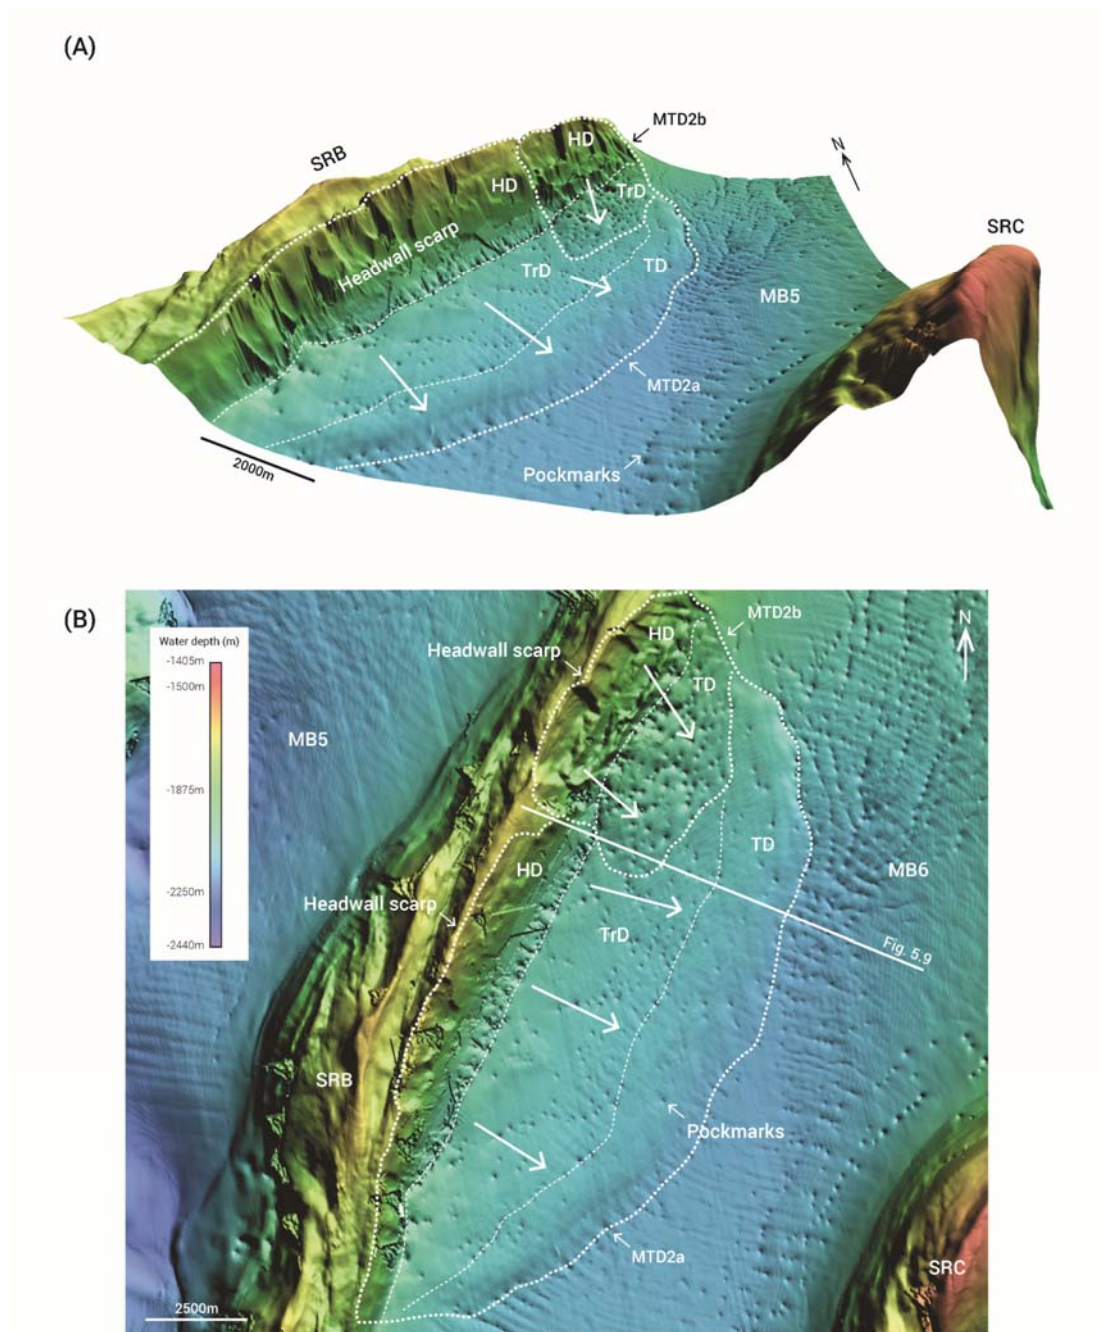 (A)
MTD2b
HD
N
SRB
HD
TrD
SRC
Headwall scarp
TrD
TD
MB5
MTD2a
2000m
Pockmarks
(B)
N
Water depth (m)
-1405m
-1500m
-1875m
-2250m
-2440m
HD
MTD2b
Headwall scarp
TD
MB5
TD
HD
MB6
Headwall scarp
TrD
Fig. 5.9
SRB
Pockmarks
MTD2a
SRC
2500m